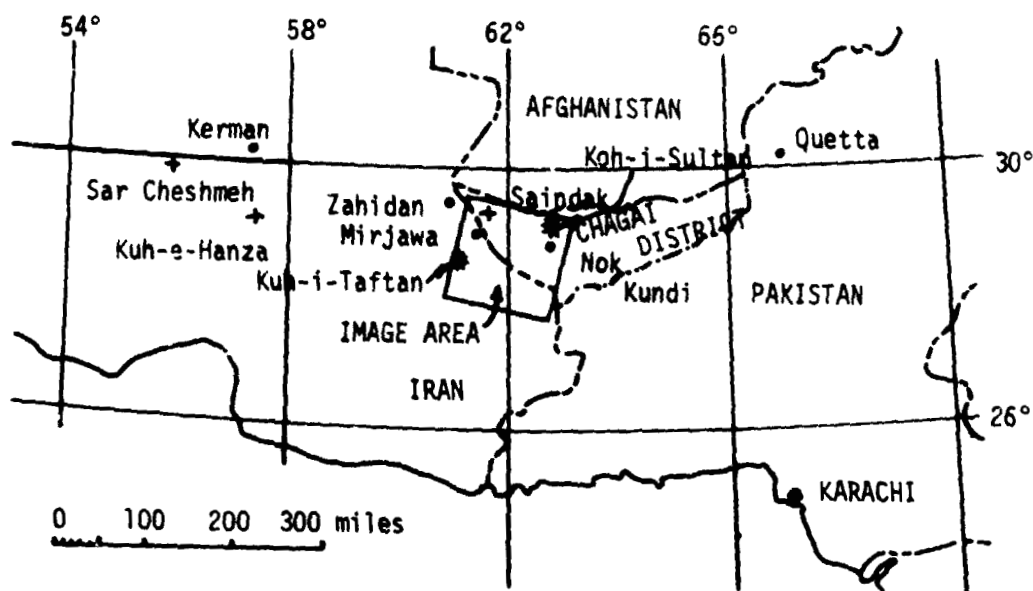 54° 58° 62° 66°
AFGHANISTAN
Kerman
Koh-i-Sultan
Quetta
30°
Sar Cheshmeh
Saindak
Zahidan
CHAGAI
Mirjawa
DISTRICT
Kuh-e-Hanza
Nok
Kuh-i-Taftan
Kundi
PAKISTAN
IMAGE AREA
IRAN
26°
KARACHI
0 100 200 300 miles